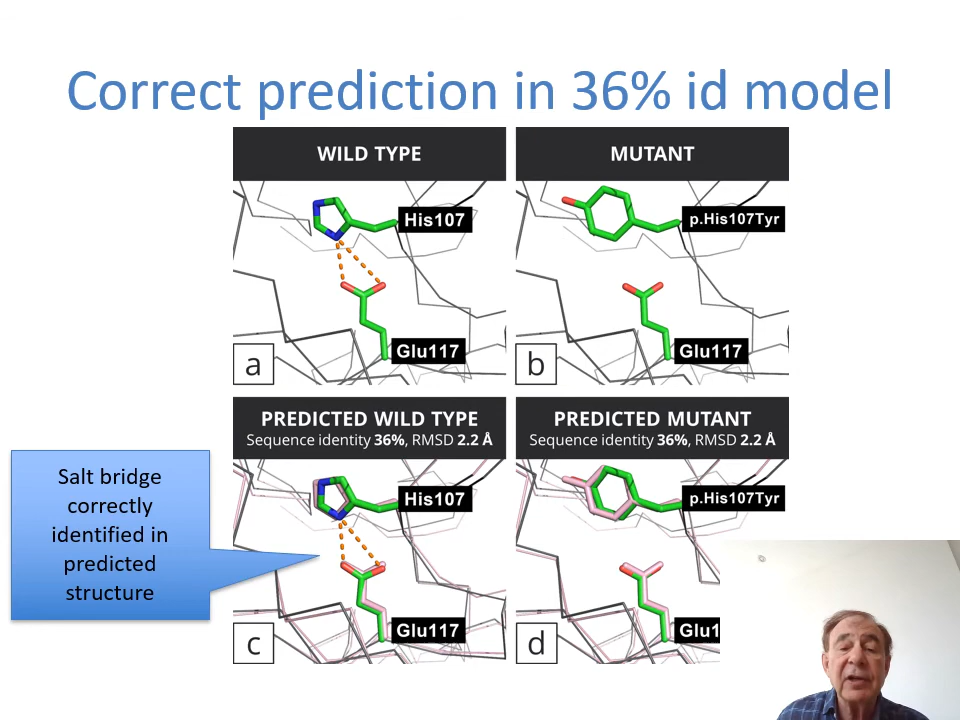 Correct prediction in 36% id model
WILD TYPE
MUTANT
His107
p.His107Tyr
Glu117
Glu117
a
b
PREDICTED WILD TYPE
Sequence identity 36%, RMSD 2.2 Å
PREDICTED MUTANT
Sequence identity 36%, RMSD 2.2 Å
Salt bridge
correctly
identified in
predicted
structure
His107
p.His107Tyr
Glu117
Glu1
c
d